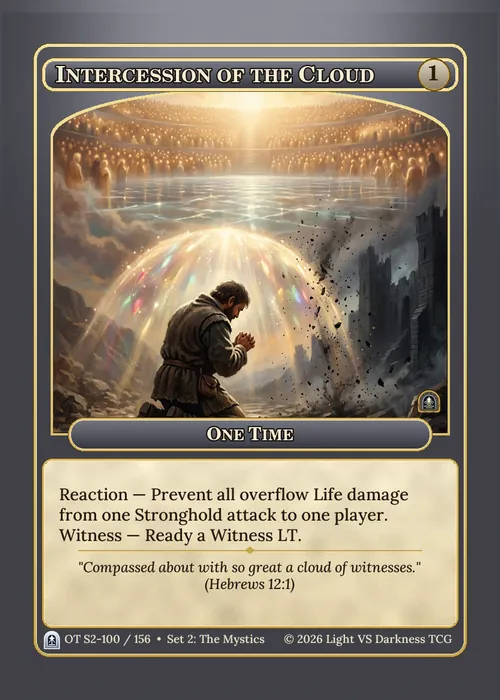 Intercession of the Cloud
1
One Time
Reaction — Prevent all overflow Life damage
from one Stronghold attack to one player.
Witness — Ready a Witness LT.
"Compassed about with so great a cloud of witnesses."
(Hebrews 12:1)
OT S2-100 / 156 • Set 2: The Mystics © 2026 Light VS Darkness TCG